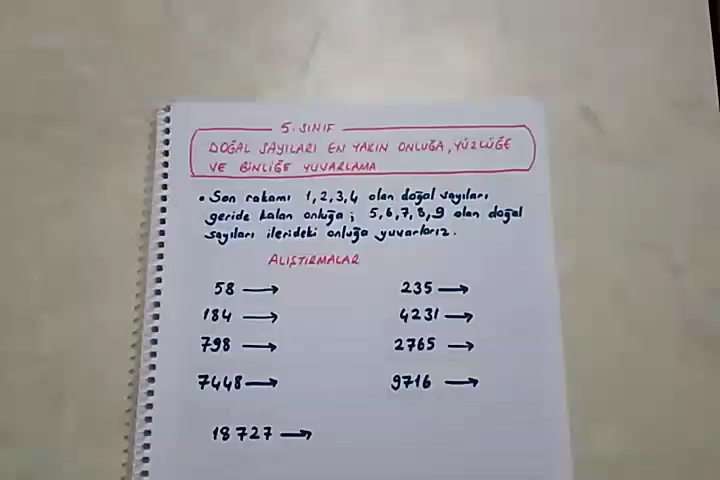 5. SINIF
DOĞAL SAYILARI EN YAKIN ONLUĞA, YÜZLÜĞE
VE BİNLİĞE YUVARLAMA
• Son rakamı 1,2,3,4 olan doğal sayıları
geride kalan onluğa ; 5,6,7,8,9 olan doğal
sayıları ilerideki onluğa yuvarlarız.
ALIŞTIRMALAR
58 → 235 →
184 → 4231 →
798 → 2765 →
7448 → 9716 →
18727 →